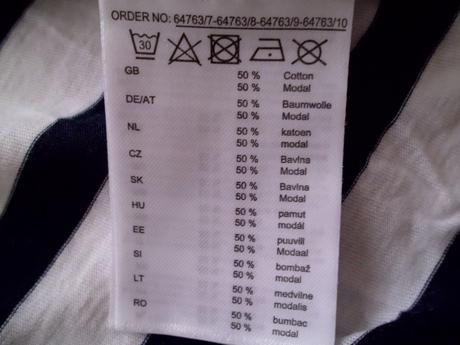 ORDER NO: 64763/7-64763/8-64763/9-64763/10
30
GB 50 % Cotton
50 % Modal
DE/AT 50 % Baumwolle
50 % Modal
NL 50 % katoen
50 % modal
CZ 50 % Bavlna
50 % Modal
SK 50 % Bavlna
50 % Modal
HU 50 % pamut
50 % modál
EE 50 % puuvill
50 % Modaal
SI 50 % bombaž
50 % modal
LT 50 % medvilne
50 % modalis
RO 50 % bumbac
50 % modal